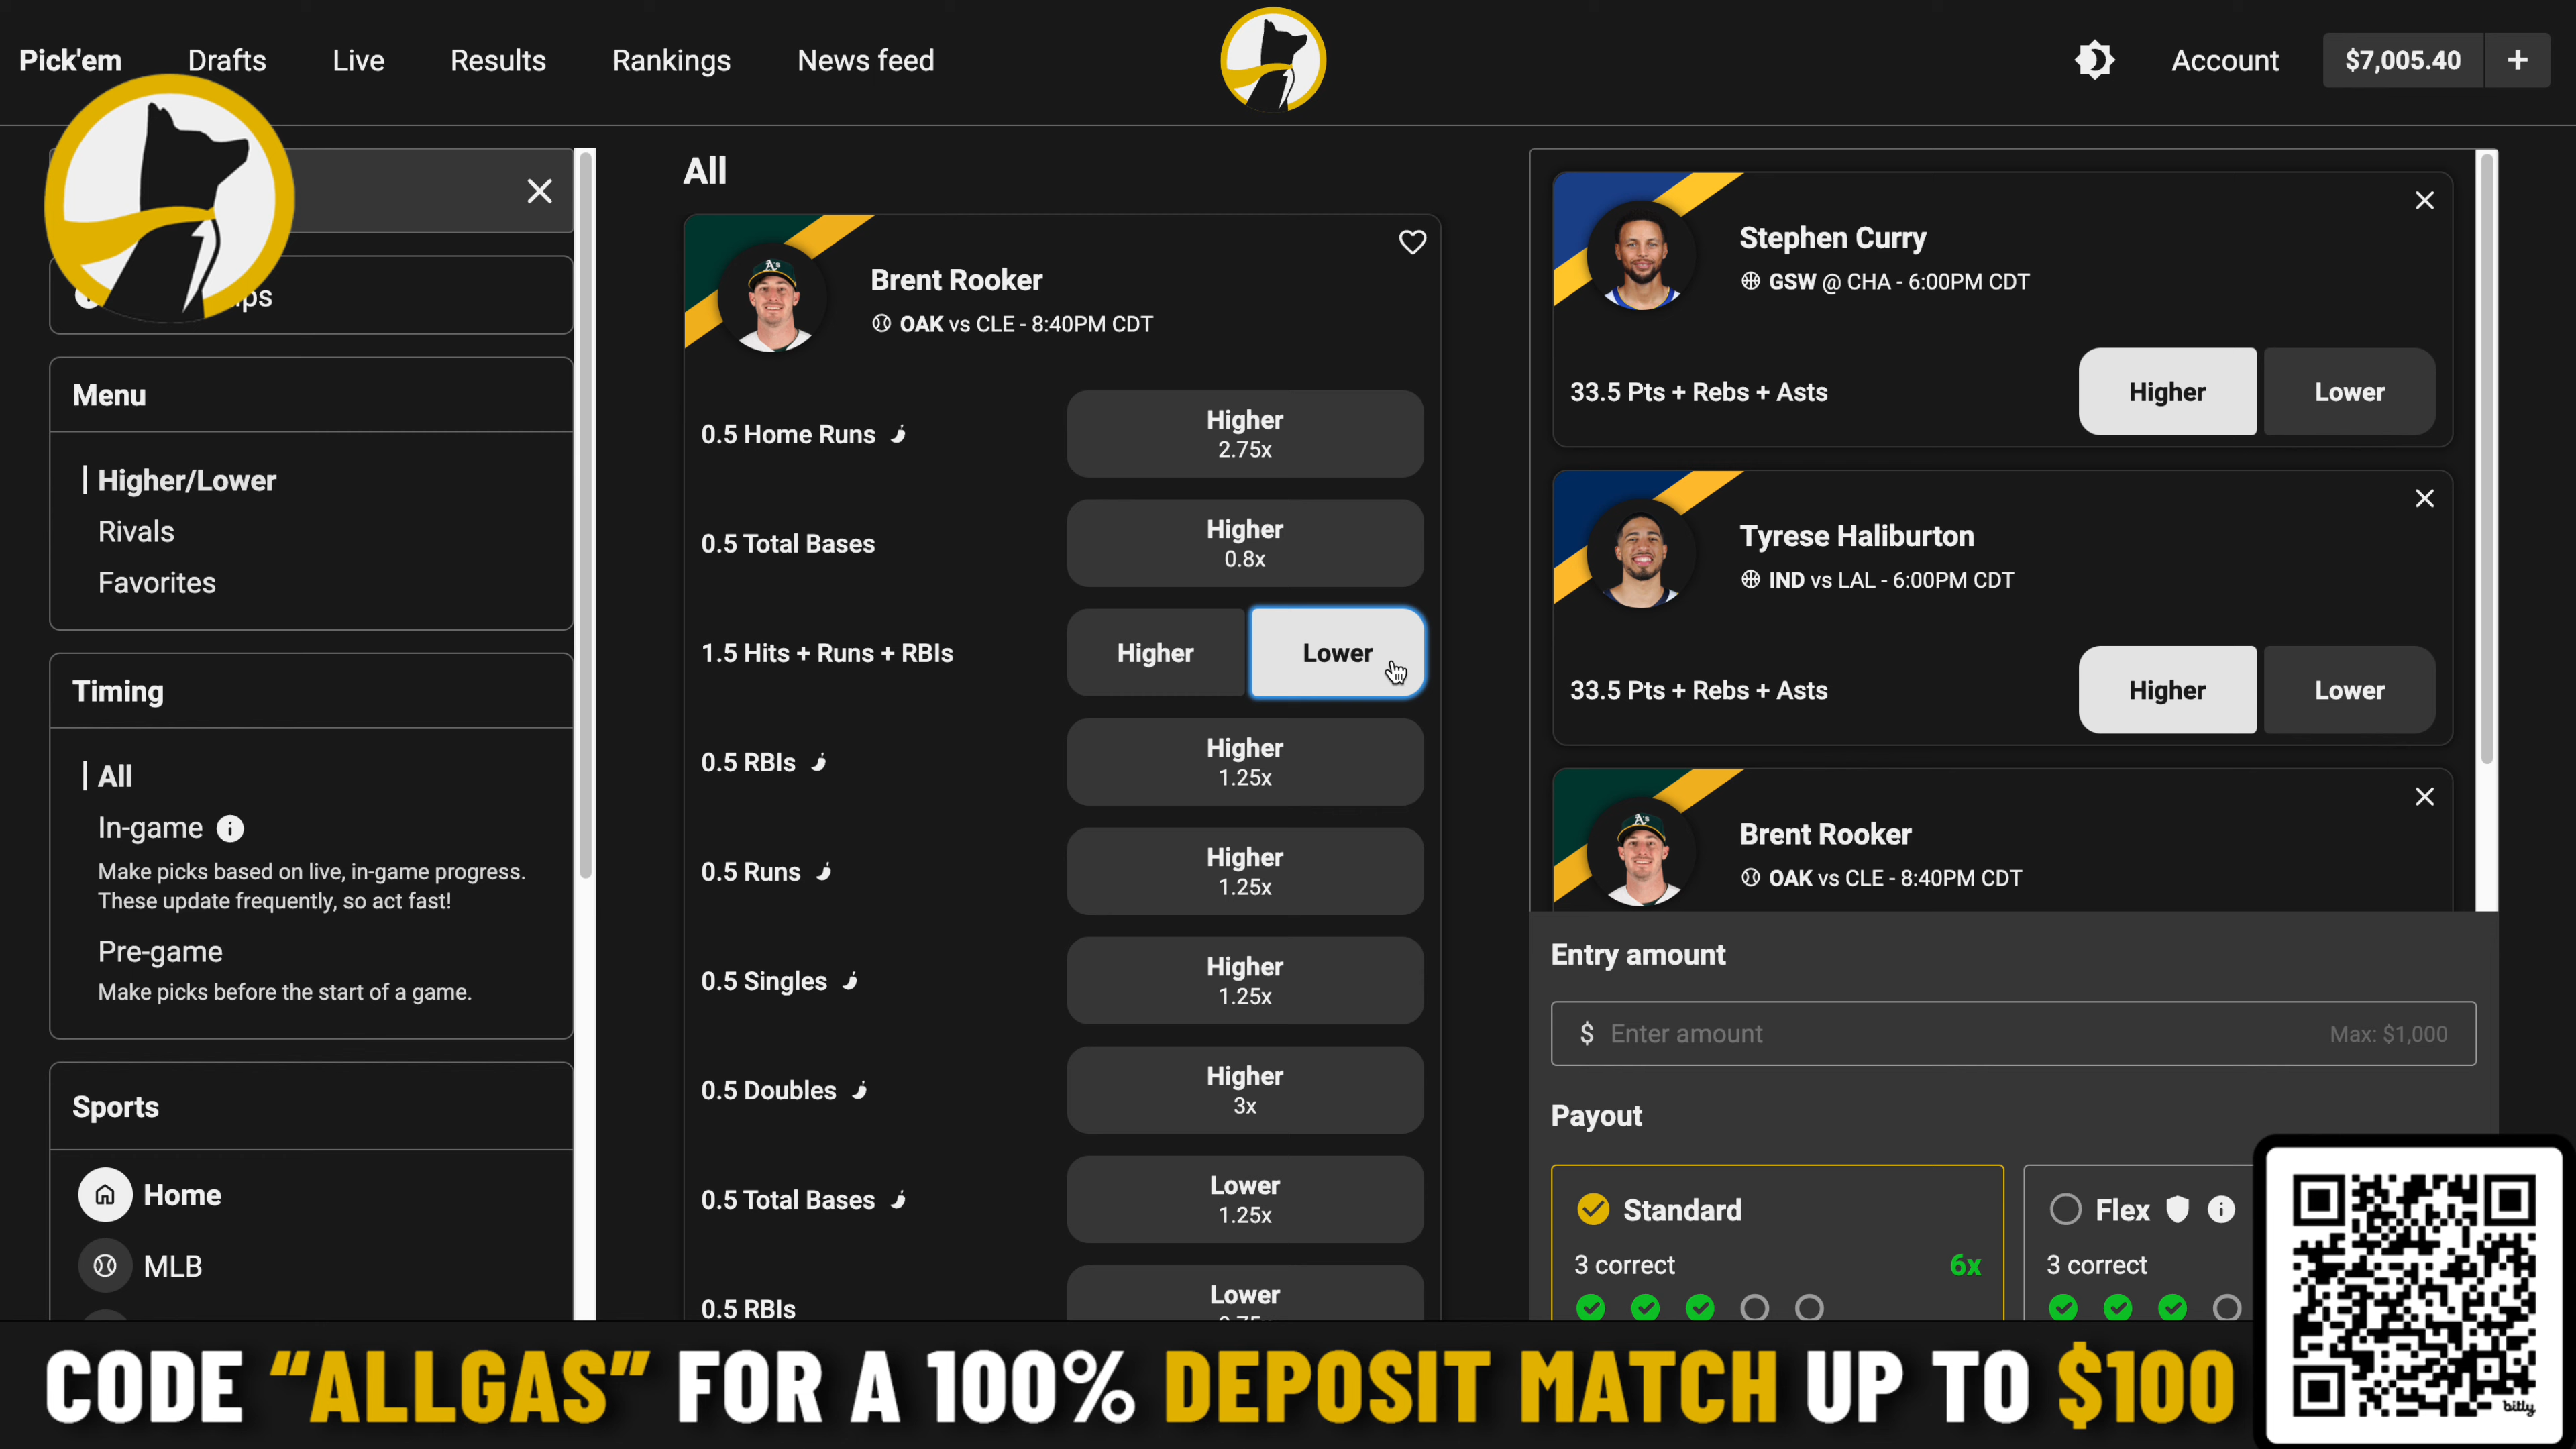 Pick'em
Drafts
Live
Results
Rankings
News feed
Account
$7,005.40
+
ps
Menu
Higher/Lower
Rivals
Favorites
Timing
All
In-game
Make picks based on live, in-game progress.
These update frequently, so act fast!
Pre-game
Make picks before the start of a game.
Sports
Home
MLB
All
Brent Rooker
OAK vs CLE - 8:40PM CDT
0.5 Home Runs
Higher
2.75x
0.5 Total Bases
Higher
0.8x
1.5 Hits + Runs + RBIs
Higher
Lower
0.5 RBIs
Higher
1.25x
0.5 Runs
Higher
1.25x
0.5 Singles
Higher
1.25x
0.5 Doubles
Higher
3x
0.5 Total Bases
Lower
1.25x
0.5 RBIs
Lower
Stephen Curry
GSW @ CHA - 6:00PM CDT
33.5 Pts + Rebs + Asts
Higher
Lower
Tyrese Haliburton
IND vs LAL - 6:00PM CDT
33.5 Pts + Rebs + Asts
Higher
Lower
Brent Rooker
OAK vs CLE - 8:40PM CDT
Entry amount
$ Enter amount
Max: $1,000
Payout
Standard
3 correct
6x
Flex
3 correct
CODE “ALLGAS” FOR A 100% DEPOSIT MATCH UP TO $100
bitly